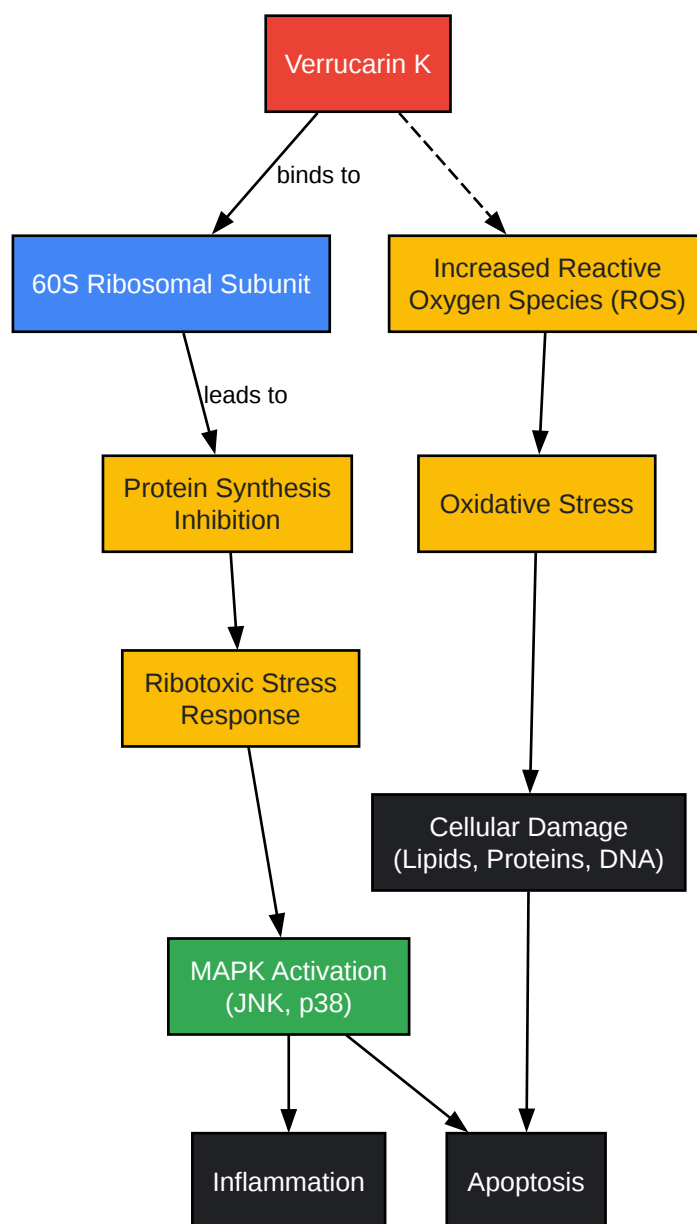 Verrucarin K
binds to
60S Ribosomal Subunit
Increased Reactive
Oxygen Species (ROS)
leads to
Protein Synthesis
Inhibition
Oxidative Stress
Ribotoxic Stress
Response
Cellular Damage
(Lipids, Proteins, DNA)
MAPK Activation
(JNK, p38)
Inflammation
Apoptosis